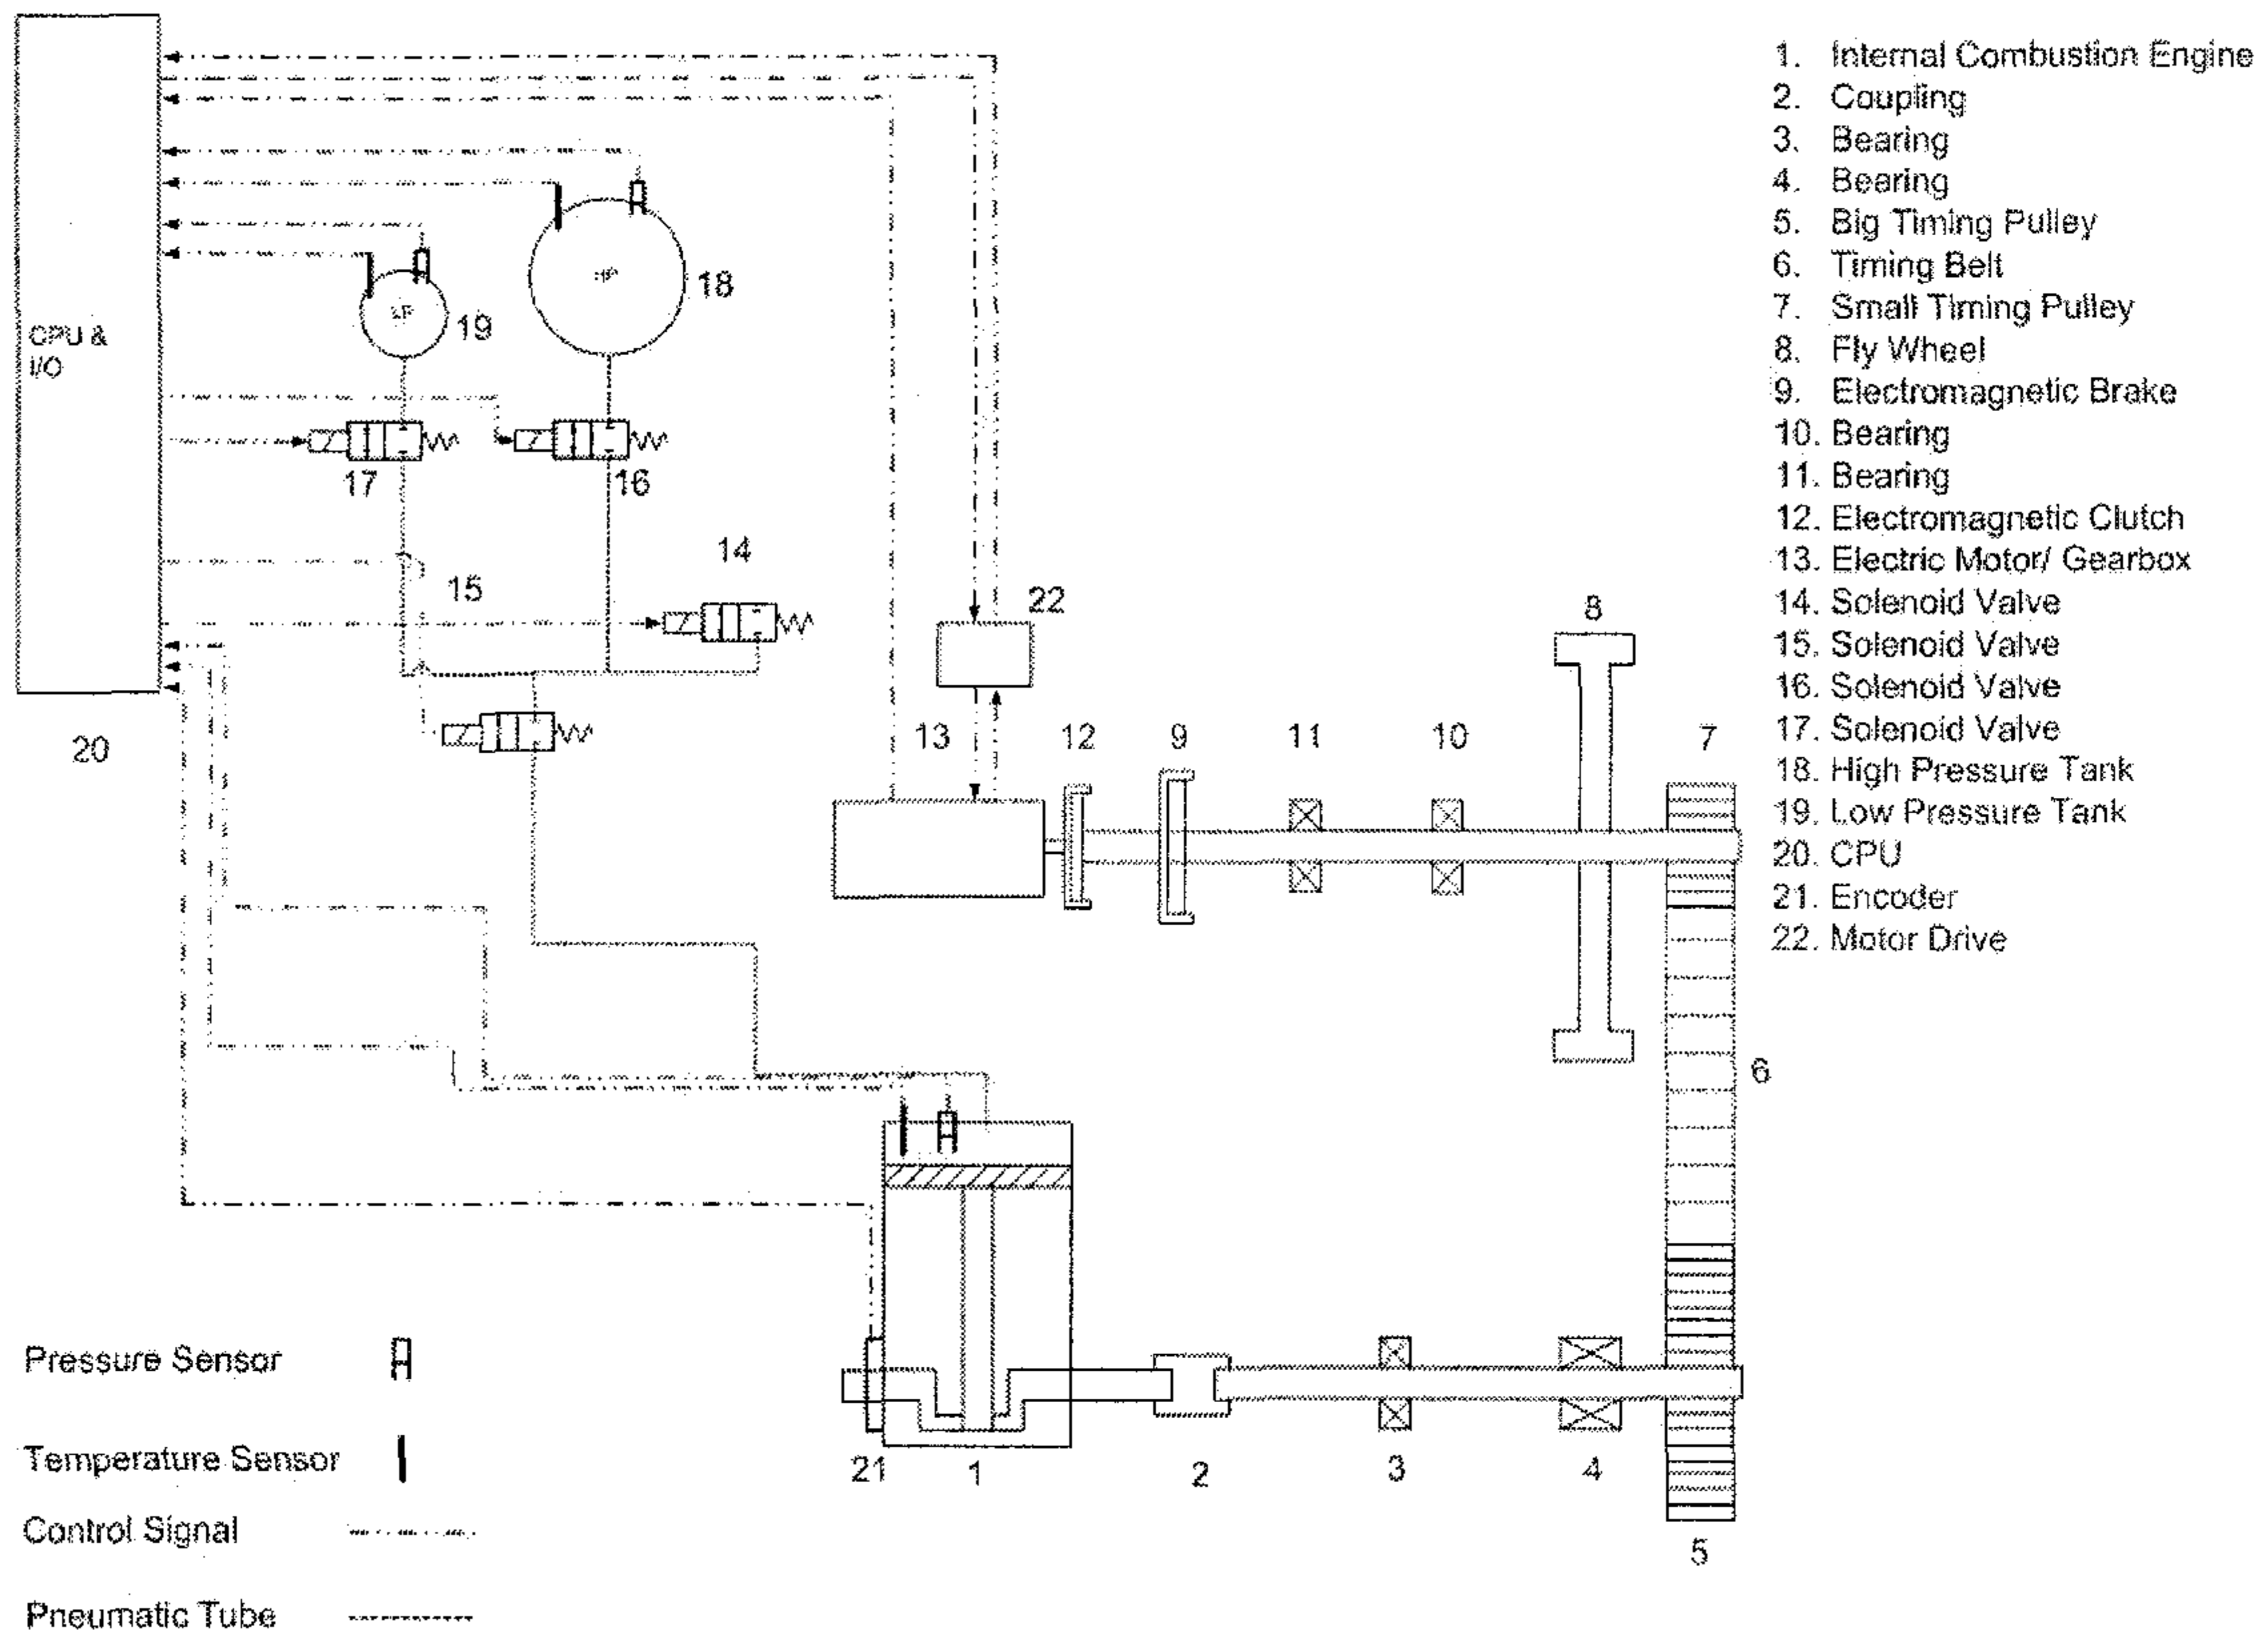 1. Internal Combustion Engine
2. Coupling
3. Bearing
4. Bearing
5. Big Timing Pulley
6. Timing Belt
7. Small Timing Pulley
8. Fly Wheel
9. Electromagnetic Brake
10. Bearing
11. Bearing
12. Electromagnetic Clutch
13. Electric Motor/ Gearbox
14. Solenoid Valve
15. Solenoid Valve
16. Solenoid Valve
17. Solenoid Valve
18. High Pressure Tank
19. Low Pressure Tank
20. CPU
21. Encoder
22. Motor Drive
HP
18
LP
19
CPU &
I/O
17
16
14
15
22
8
20
13
12
9
11
10
7
6
21
1
2
3
4
5
Pressure Sensor
Temperature Sensor
Control Signal
Pneumatic Tube